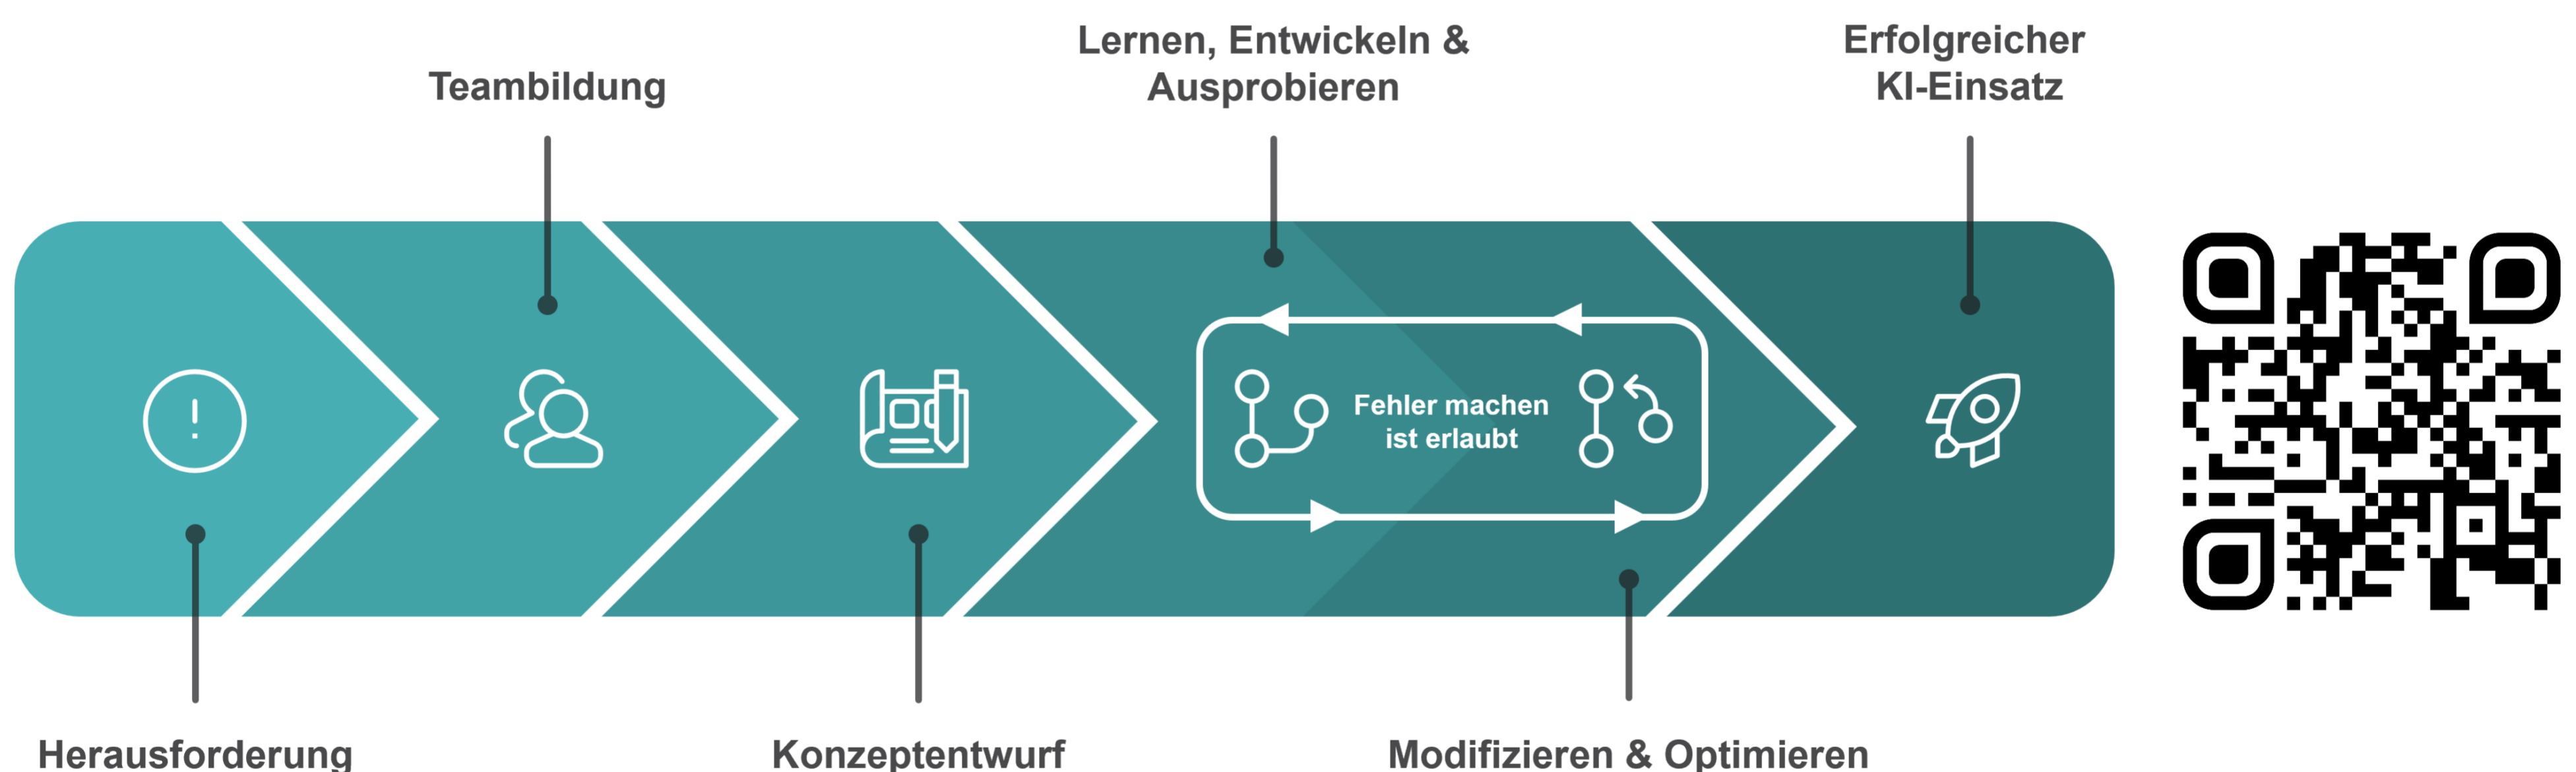 Lernen, Entwickeln &
Ausprobieren
Erfolgreicher
KI-Einsatz
Teambildung
Fehler machen
ist erlaubt
Herausforderung
Konzeptentwurf
Modifizieren & Optimieren